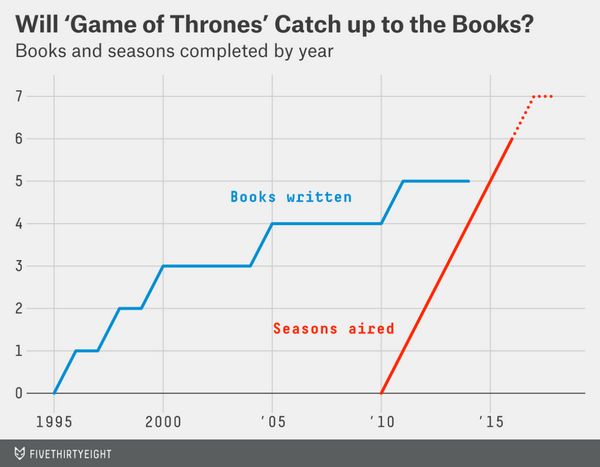 Will ‘Game of Thrones’ Catch up to the Books?
Books and seasons completed by year
7
6
5
Books written
4
3
2
Seasons aired
1
0
1995 2000 ’05 ’10 ’15
FIVETHIRTYEIGHT